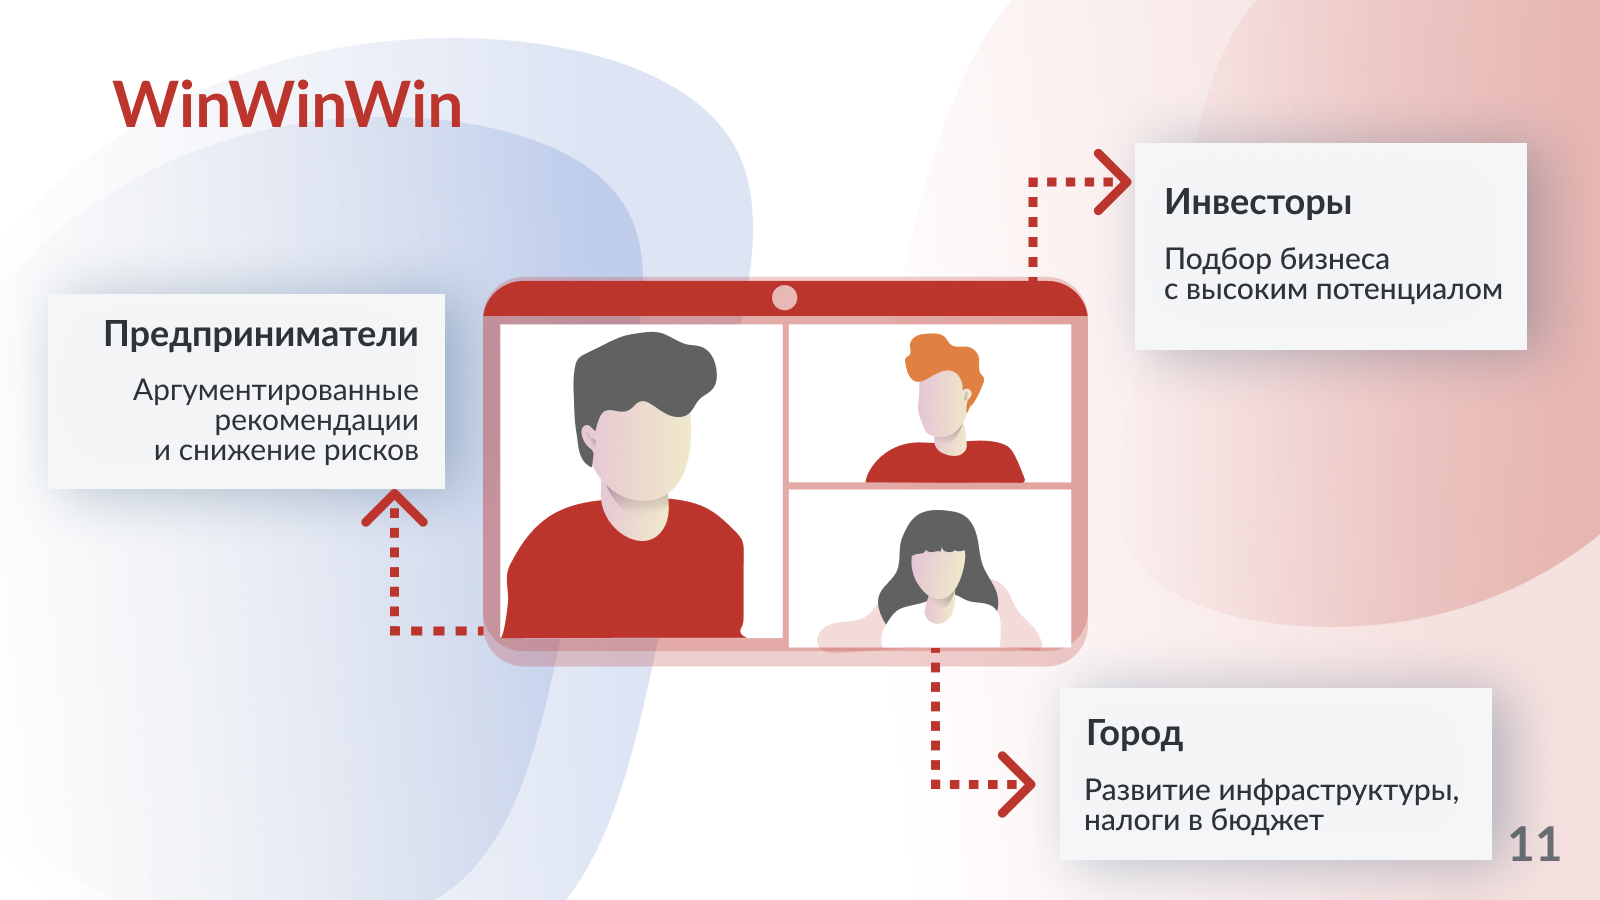 WinWinWin
Инвесторы
Подбор бизнеса
с высоким потенциалом
Предприниматели
Аргументированные
рекомендации
и снижение рисков
Город
Развитие инфраструктуры,
налоги в бюджет
11